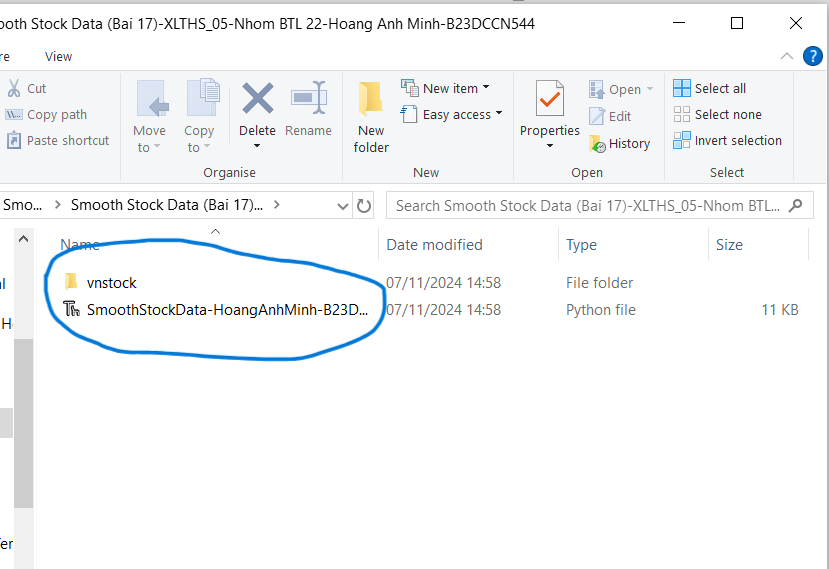 ooth Stock Data (Bai 17)-XLTHS_05-Nhom BTL 22-Hoang Anh Minh-B23DCCN544
re View
Cut
Copy path
Paste shortcut
Move to
Copy to
Delete
Rename
Organise
New folder
New item
Easy access
New
Properties
Open
Edit
History
Open
Select all
Select none
Invert selection
Select
Smo... Smooth Stock Data (Bai 17)...
Search Smooth Stock Data (Bai 17)-XLTHS_05-Nhom BTL...
Name Date modified Type Size
vnstock 07/11/2024 14:58 File folder
SmoothStockData-HoangAnhMinh-B23D... 07/11/2024 14:58 Python file 11 KB